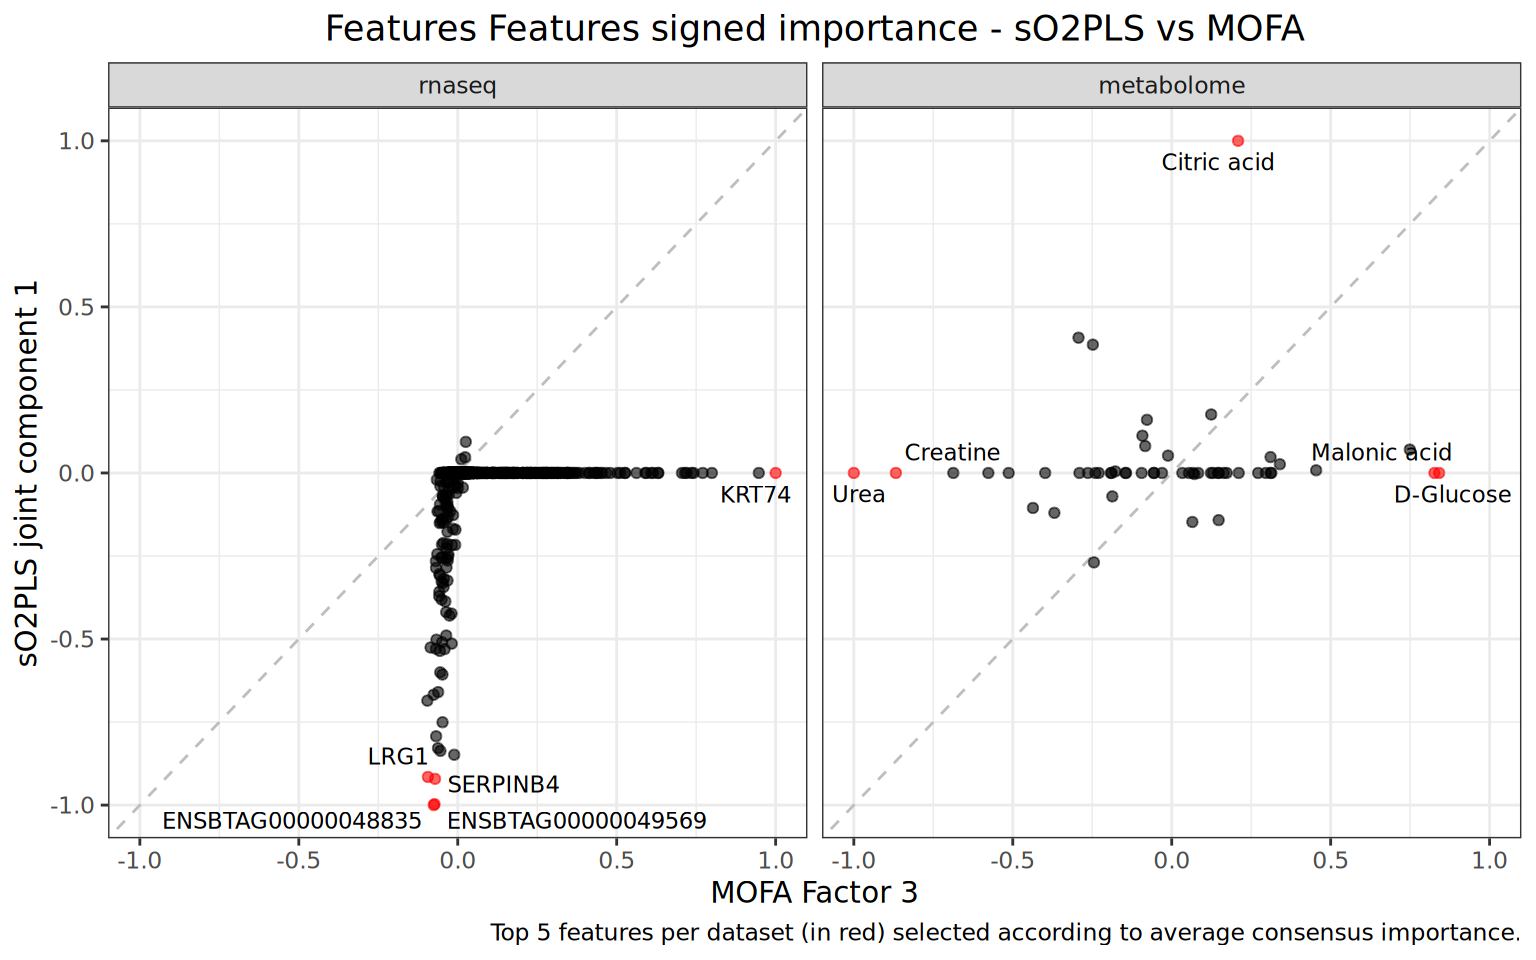 Features Features signed importance - sO2PLS vs MOFA
rnaseq
metabolome
sO2PLS joint component 1
1.0
0.5
0.0
-0.5
-1.0
KRT74
LRG1
SERPINB4
ENSBTAG00000048835
ENSBTAG00000049569
Citric acid
Creatine
Malonic acid
Urea
D-Glucose
-1.0 -0.5 0.0 0.5 1.0
-1.0 -0.5 0.0 0.5 1.0
MOFA Factor 3
Top 5 features per dataset (in red) selected according to average consensus importance.